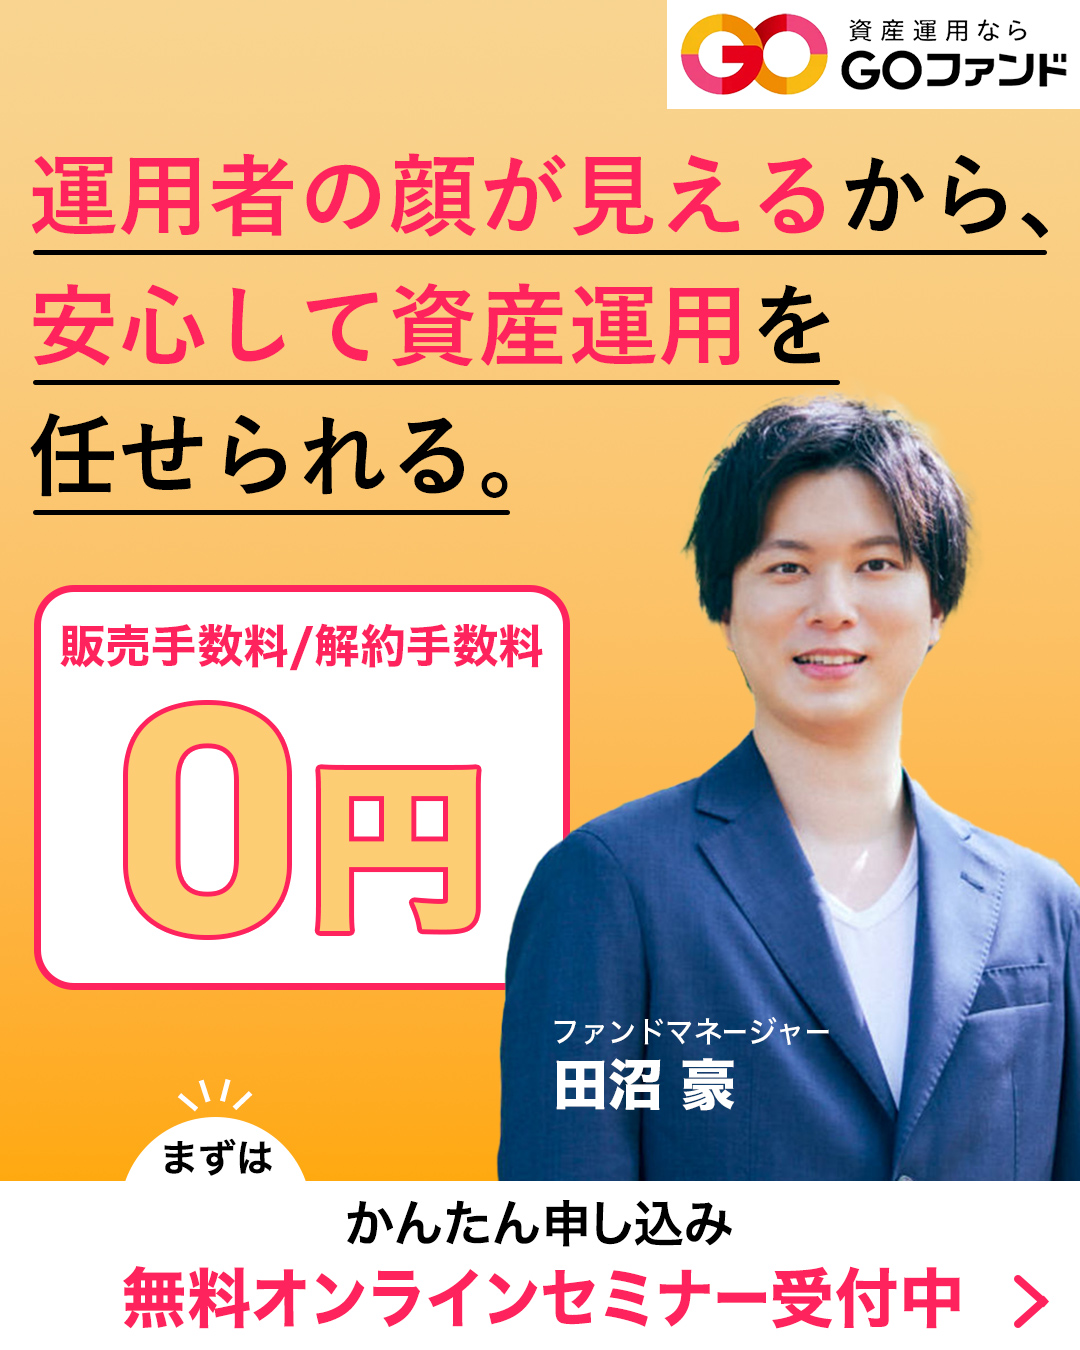 資産運用なら
GOファンド
運用者の顔が見えるから、
安心して資産運用を
任せられる。
販売手数料/解約手数料
0円
ファンドマネージャー
田沼 豪
まずは
かんたん申し込み
無料オンラインセミナー受付中